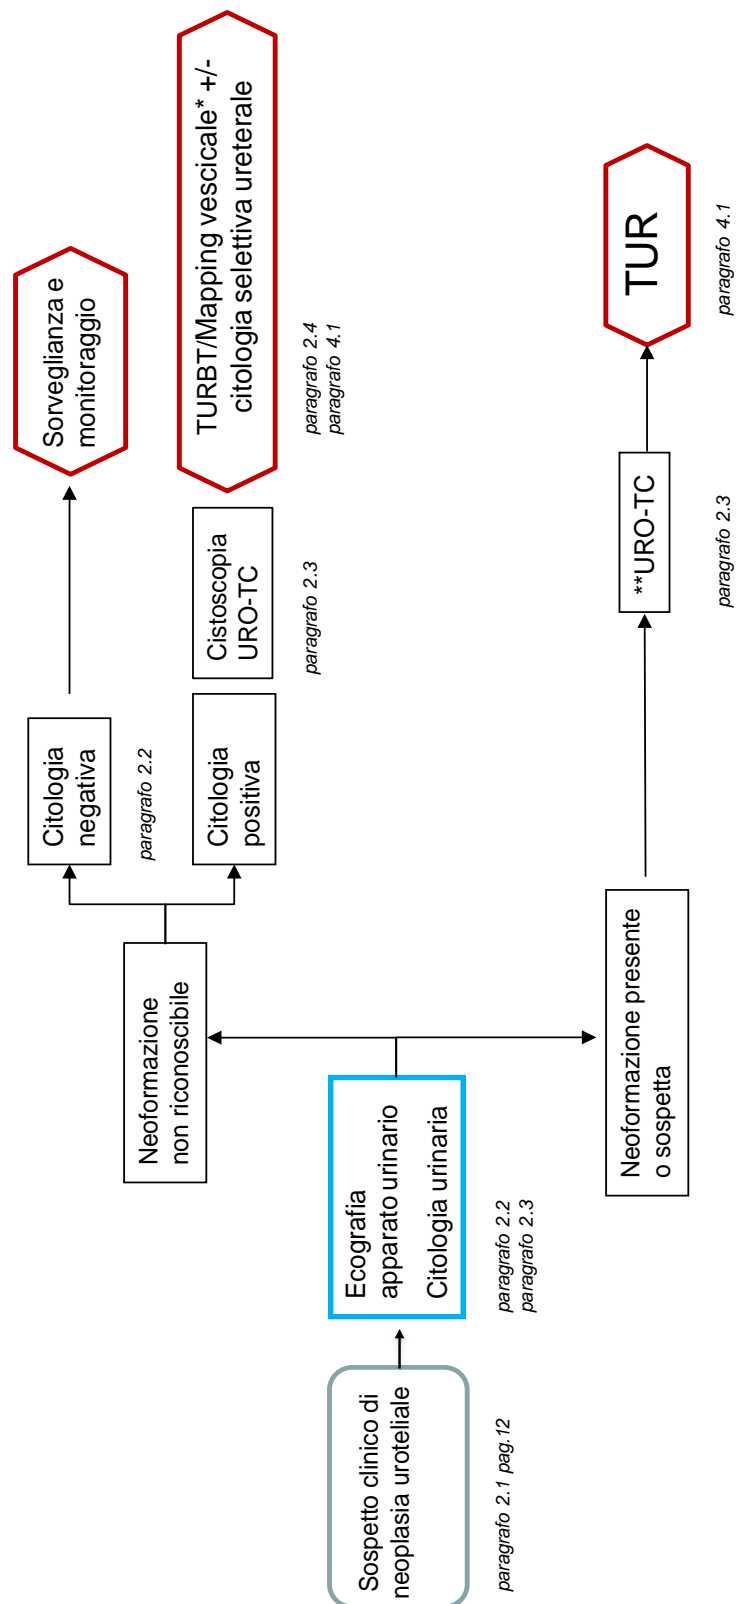 Sospetto clinico di
neoplasia uroteliale
paragrafo 2.1 pag.12
Ecografia
apparato urinario
Citologia urinaria
paragrafo 2.2
paragrafo 2.3
Neoformazione
non riconoscibile
Citologia
negativa
paragrafo 2.2
Sorveglianza e
monitoraggio
Citologia
positiva
Cistoscopia
URO-TC
paragrafo 2.3
TURBT/Mapping vescicale* +/-
citologia selettiva ureterale
paragrafo 2.4
paragrafo 4.1
Neoformazione presente
o sospetta
**URO-TC
paragrafo 2.3
TUR
paragrafo 4.1